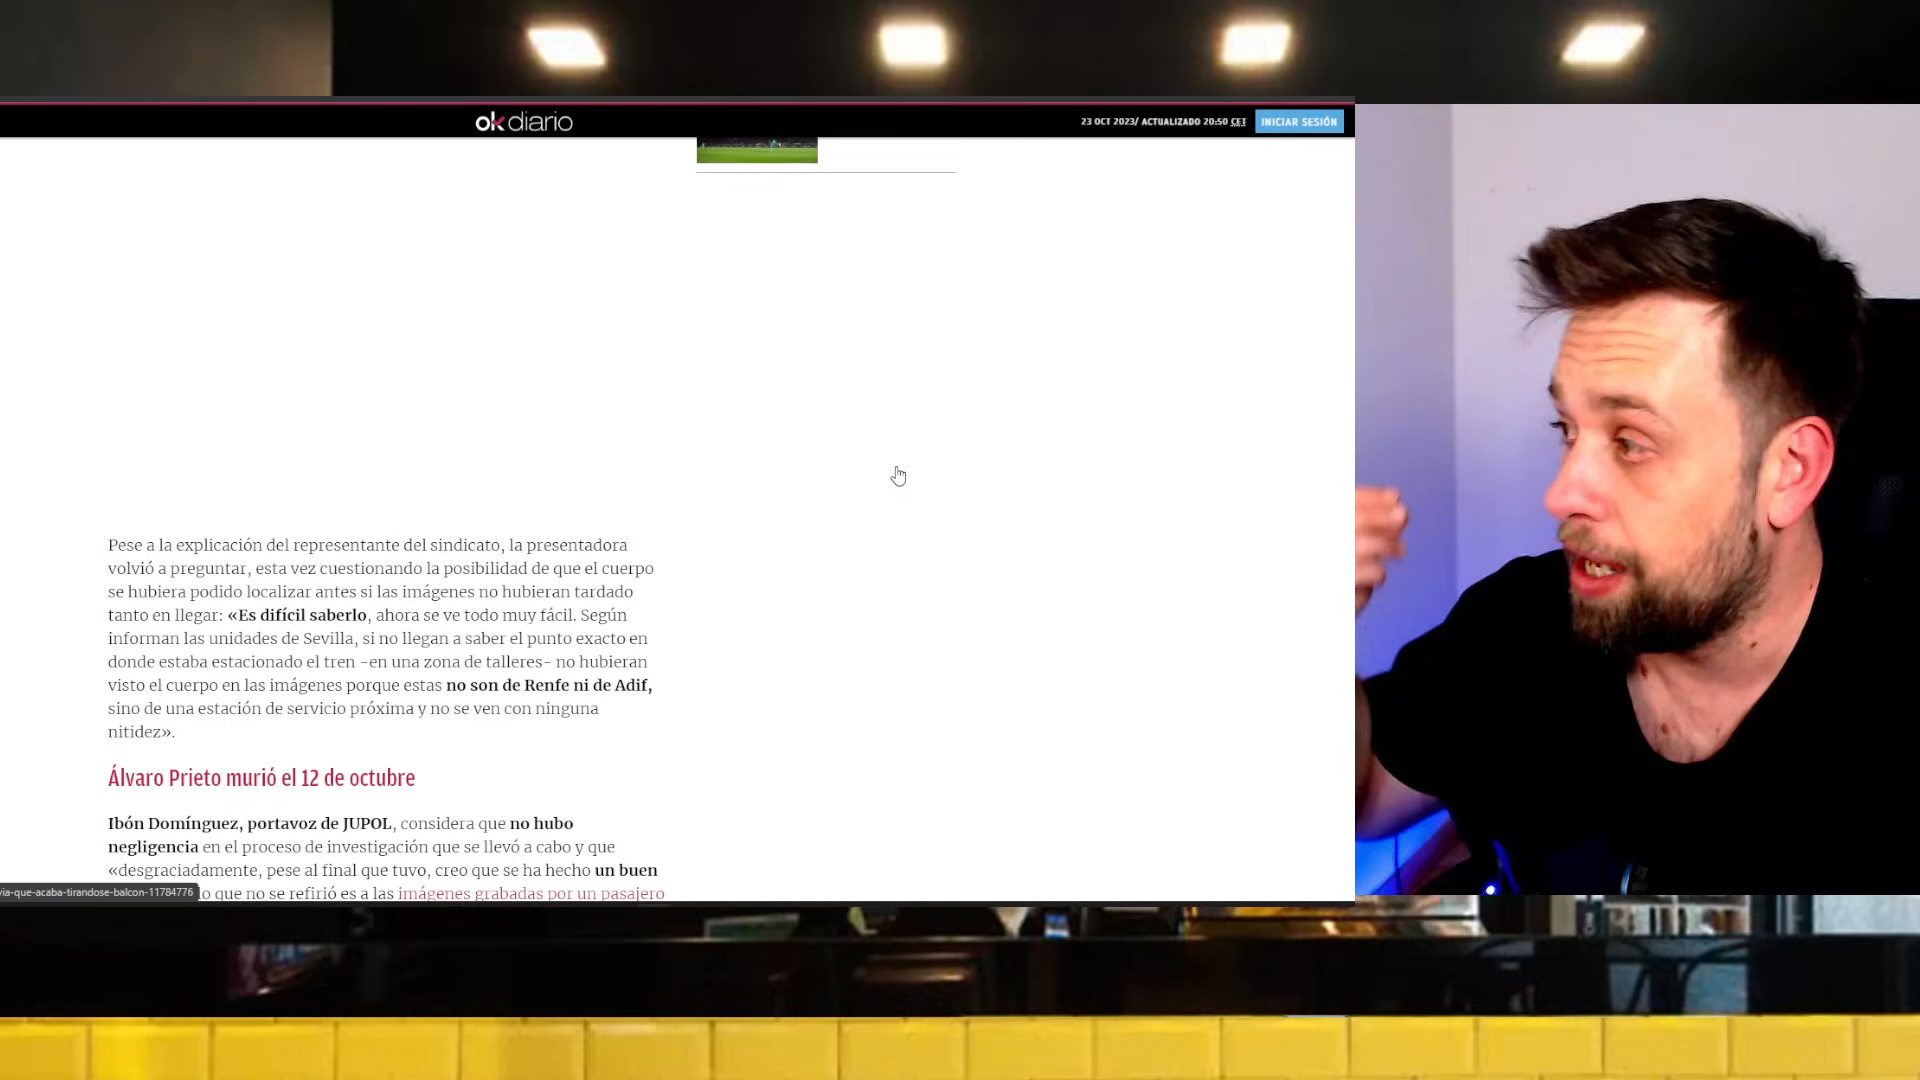 okdiario
23 OCT 2023/ ACTUALIZADO 20:50 CET
INICIAR SESIÓN
Pese a la explicación del representante del sindicato, la presentadora
volvió a preguntar, esta vez cuestionando la posibilidad de que el cuerpo
se hubiera podido localizar antes si las imágenes no hubieran tardado
tanto en llegar: «Es difícil saberlo, ahora se ve todo muy fácil. Según
informan las unidades de Sevilla, si no llegan a saber el punto exacto en
donde estaba estacionado el tren -en una zona de talleres- no hubieran
visto el cuerpo en las imágenes porque estas no son de Renfe ni de Adif,
sino de una estación de servicio próxima y no se ven con ninguna
nitidez».
Álvaro Prieto murió el 12 de octubre
Ibón Domínguez, portavoz de JUPOL, considera que no hubo
negligencia en el proceso de investigación que se llevó a cabo y que
«desgraciadamente, pese al final que tuvo, creo que se ha hecho un buen
lo que no se refirió es a las imágenes grabadas por un pasajero
via-que-acaba-tirandose-balcon-11784776